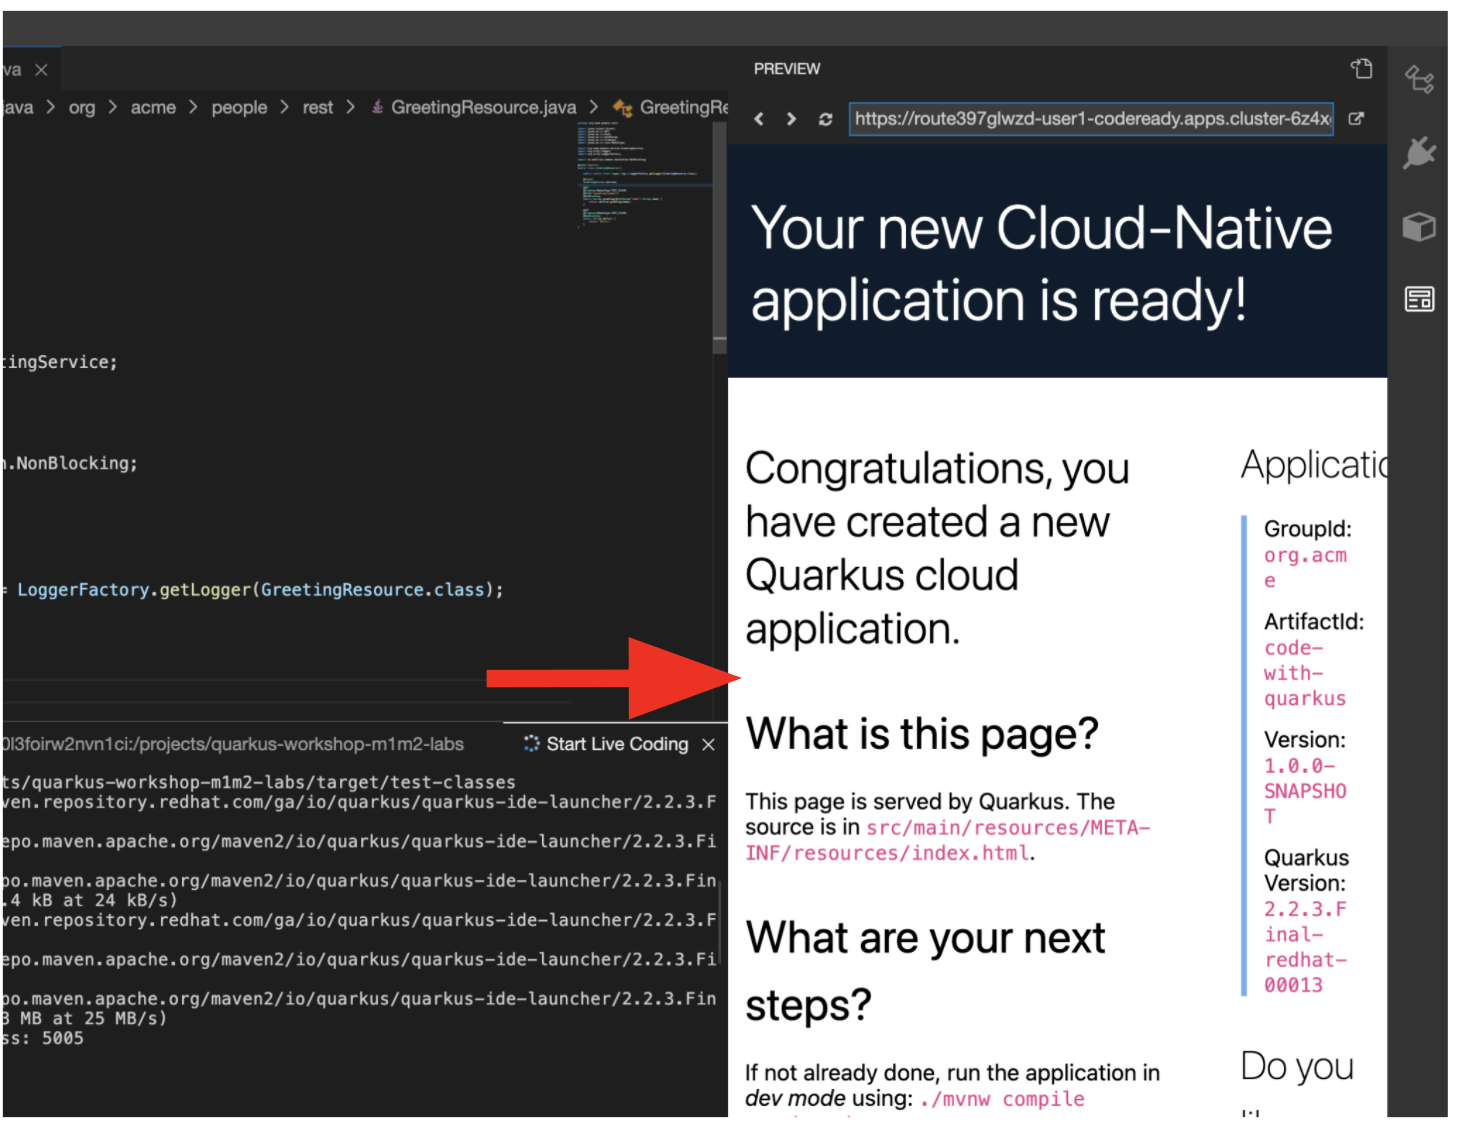 va
java > org > acme > people > rest > GreetingResource.java > GreetingRe
tingService;
n.NonBlocking;
= LoggerFactory.getLogger(GreetingResource.class);
0l3foirw2nvn1ci:/projects/quarkus-workshop-m1m2-labs
Start Live Coding
ts/quarkus-workshop-m1m2-labs/target/test-classes
ven.repository.redhat.com/ga/io/quarkus/quarkus-ide-launcher/2.2.3.F
epo.maven.apache.org/maven2/io/quarkus/quarkus-ide-launcher/2.2.3.Fi
po.maven.apache.org/maven2/io/quarkus/quarkus-ide-launcher/2.2.3.Fin
.4 kB at 24 kB/s)
ven.repository.redhat.com/ga/io/quarkus/quarkus-ide-launcher/2.2.3.F
epo.maven.apache.org/maven2/io/quarkus/quarkus-ide-launcher/2.2.3.Fi
po.maven.apache.org/maven2/io/quarkus/quarkus-ide-launcher/2.2.3.Fin
3 MB at 25 MB/s)
ss: 5005
PREVIEW
https://route397glwzd-user1-codeready.apps.cluster-6z4x
Your new Cloud-Native
application is ready!
Congratulations, you
have created a new
Quarkus cloud
application.
What is this page?
This page is served by Quarkus. The
source is in src/main/resources/META-
INF/resources/index.html.
What are your next
steps?
If not already done, run the application in
dev mode using: ./mvnw compile
Applicatio
GroupId:
org.acm
e
ArtifactId:
code-
with-
quarkus
Version:
1.0.0-
SNAPSHO
T
Quarkus
Version:
2.2.3.F
inal-
redhat-
00013
Do you